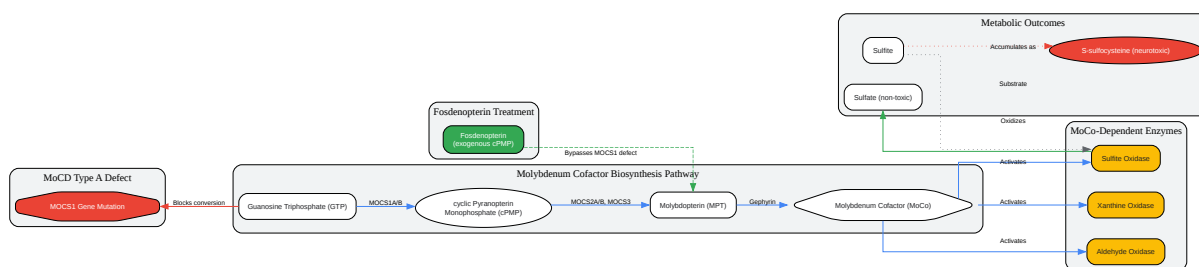 Metabolic Outcomes
Sulfite
Accumulates as
S-sulfocysteine (neurotoxic)
Substrate
Sulfate (non-toxic)
Oxidizes
Fosdenopterin Treatment
Fosdenopterin
(exogenous cPMP)
Bypasses MOCS1 defect
MoCo-Dependent Enzymes
Sulfite Oxidase
Activates
Xanthine Oxidase
Activates
Aldehyde Oxidase
Activates
MoCD Type A Defect
MOCS1 Gene Mutation
Blocks conversion
Molybdenum Cofactor Biosynthesis Pathway
Guanosine Triphosphate (GTP)
MOCS1A/B
cyclic Pyranopterin
Monophosphate (cPMP)
MOCS2A/B, MOCS3
Molybdopterin (MPT)
Gephyrin
Molybdenum Cofactor (MoCo)